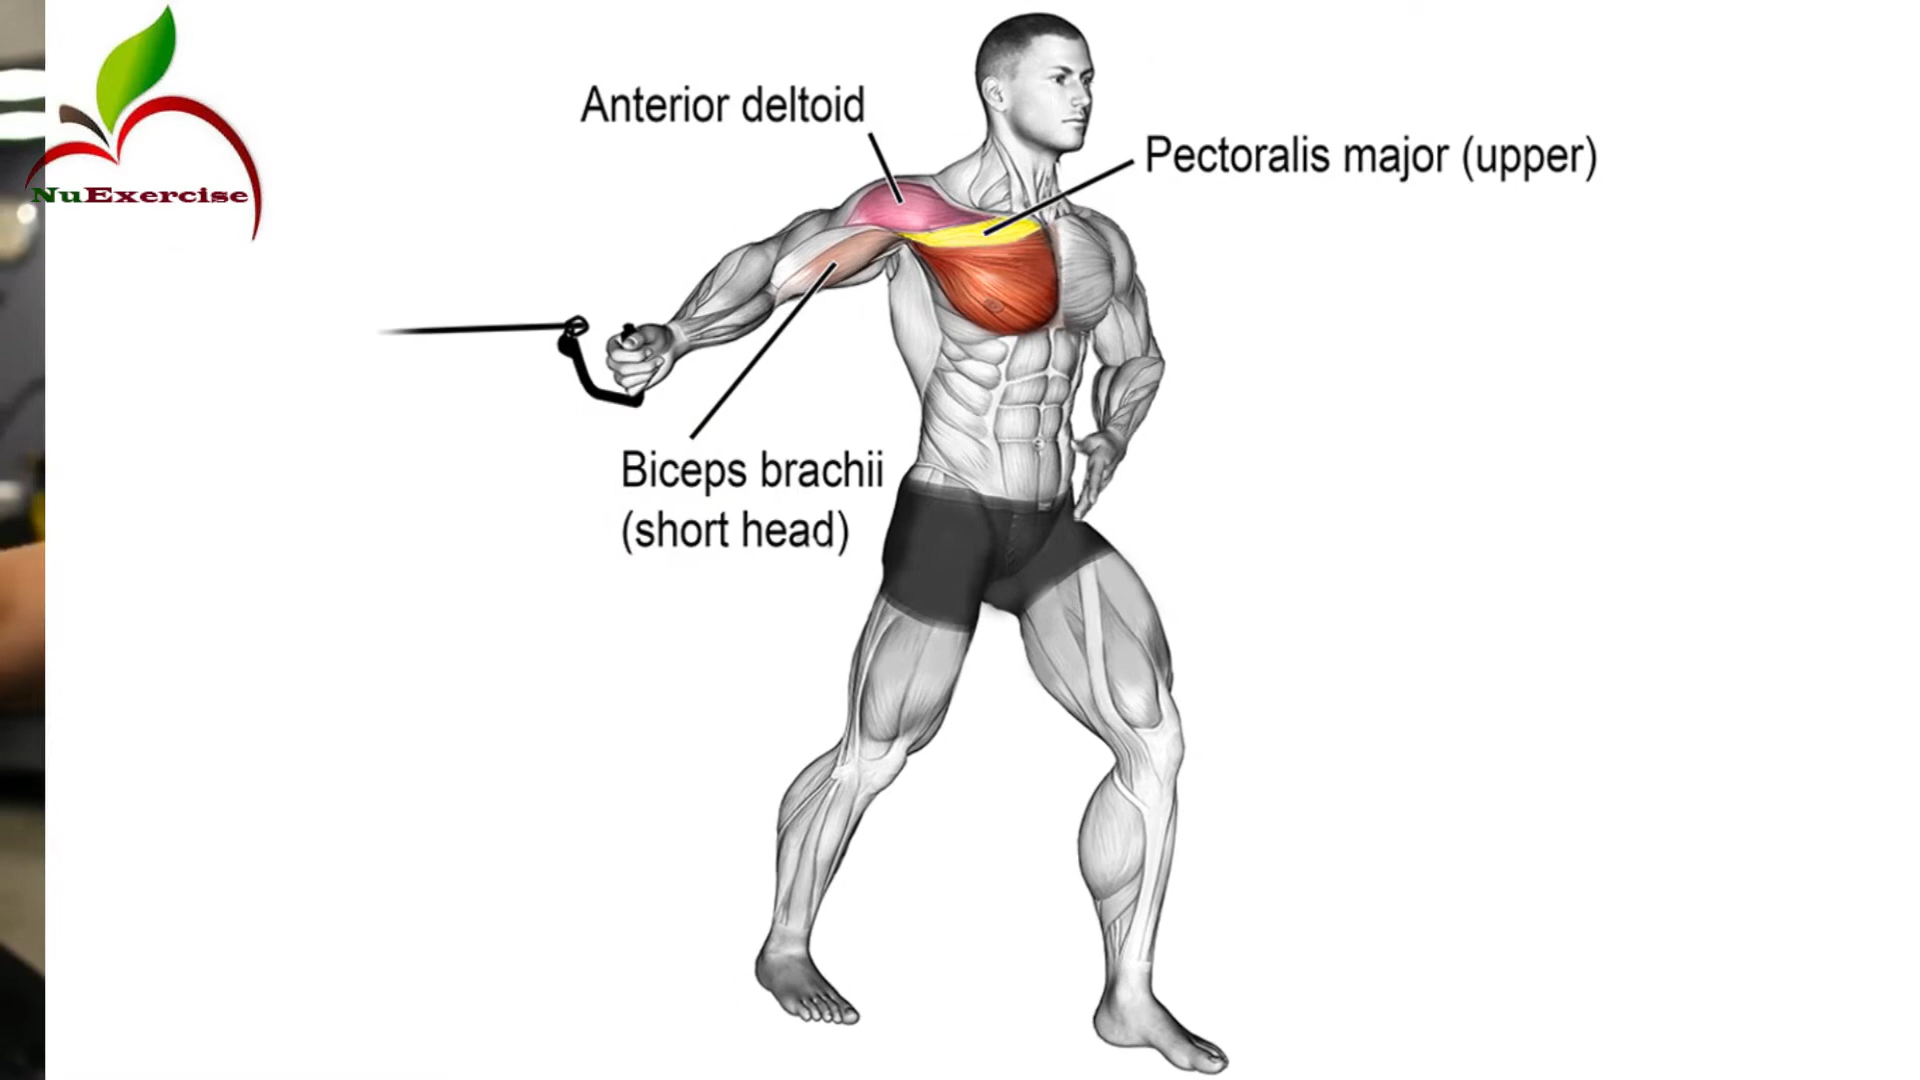 Anterior deltoid
Pectoralis major (upper)
NuExercise
Biceps brachii
(short head)